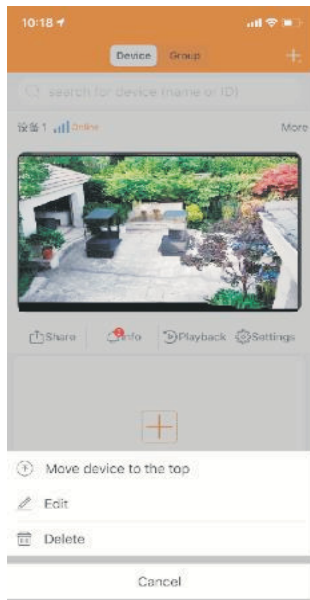 10:18
Device Group
search for device (name or ID)
设备 1 Online More
Share Info Playback Settings
Move device to the top
Edit
Delete
Cancel